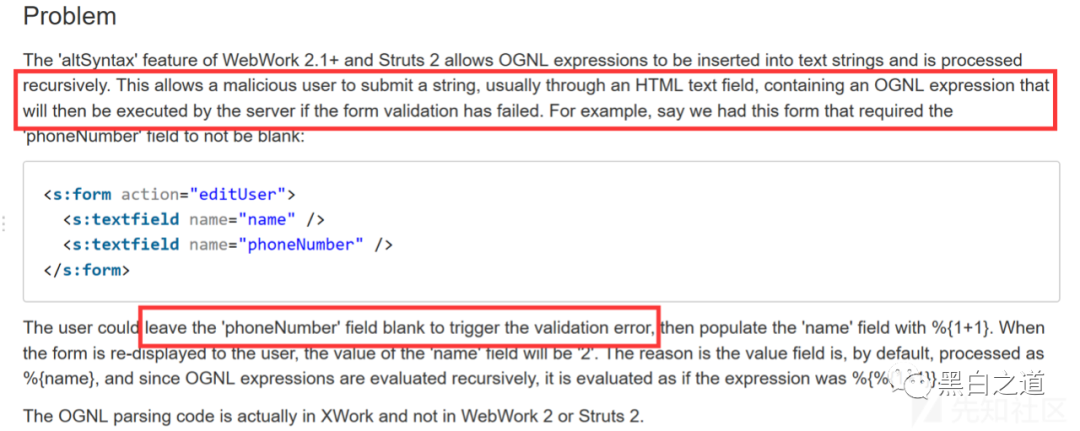 Problem
The 'altSyntax' feature of WebWork 2.1+ and Struts 2 allows OGNL expressions to be inserted into text strings and is processed
recursively. This allows a malicious user to submit a string, usually through an HTML text field, containing an OGNL expression that
will then be executed by the server if the form validation has failed. For example, say we had this form that required the
'phoneNumber' field to not be blank:
<s:form action="editUser">
<s:textfield name="name" />
<s:textfield name="phoneNumber" />
</s:form>
The user could leave the 'phoneNumber' field blank to trigger the validation error, then populate the 'name' field with %{1+1}. When
the form is re-displayed to the user, the value of the 'name' field will be '2'. The reason is the value field is, by default, processed as
%{name}, and since OGNL expressions are evaluated recursively, it is evaluated as if the expression was
黑白之道
The OGNL parsing code is actually in XWork and not in WebWork 2 or Struts 2.
先知社区